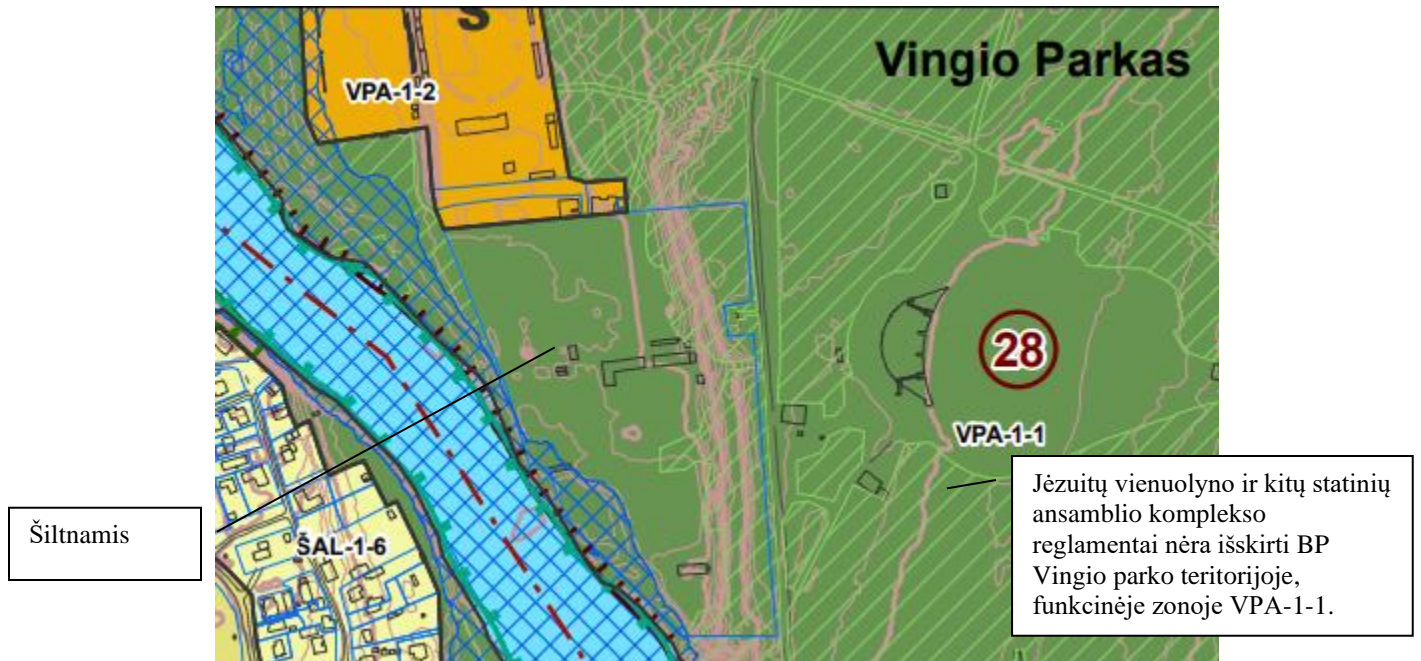 S
VPA-1-2
Vingio Parkas
28
VPA-1-1
Šiltnamis
ŠAL-1-6
Jėzuitų vienuolyno ir kitų statinių
ansamblio komplekso
reglamentai nėra išskirti BP
Vingio parko teritorijoje,
funkcinėje zonoje VPA-1-1.